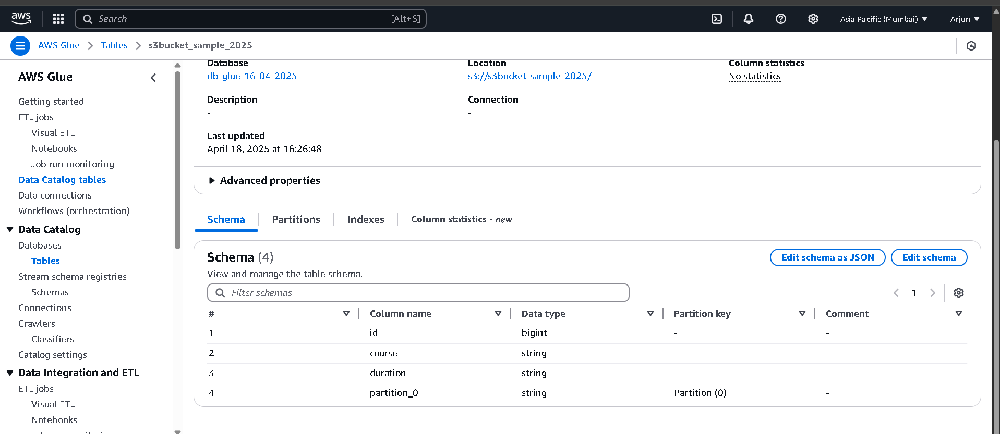 aws Search [Alt+S] Asia Pacific (Mumbai) Arjun
AWS Glue Tables s3bucket_sample_2025
AWS Glue
Getting started
ETL jobs
Visual ETL
Notebooks
Job run monitoring
Data Catalog tables
Data connections
Workflows (orchestration)
Data Catalog
Databases
Tables
Stream schema registries
Schemas
Connections
Crawlers
Classifiers
Catalog settings
Data Integration and ETL
ETL jobs
Visual ETL
Notebooks
Database Location Column statistics
db-glue-16-04-2025 s3://s3bucket-sample-2025/ No statistics
Description Connection
- -
Last updated
April 18, 2025 at 16:26:48
Advanced properties
Schema Partitions Indexes Column statistics - new
Schema (4) Edit schema as JSON Edit schema
View and manage the table schema.
Filter schemas 1
# Column name Data type Partition key Comment
1 id bigint - -
2 course string - -
3 duration string - -
4 partition_0 string Partition (0) -